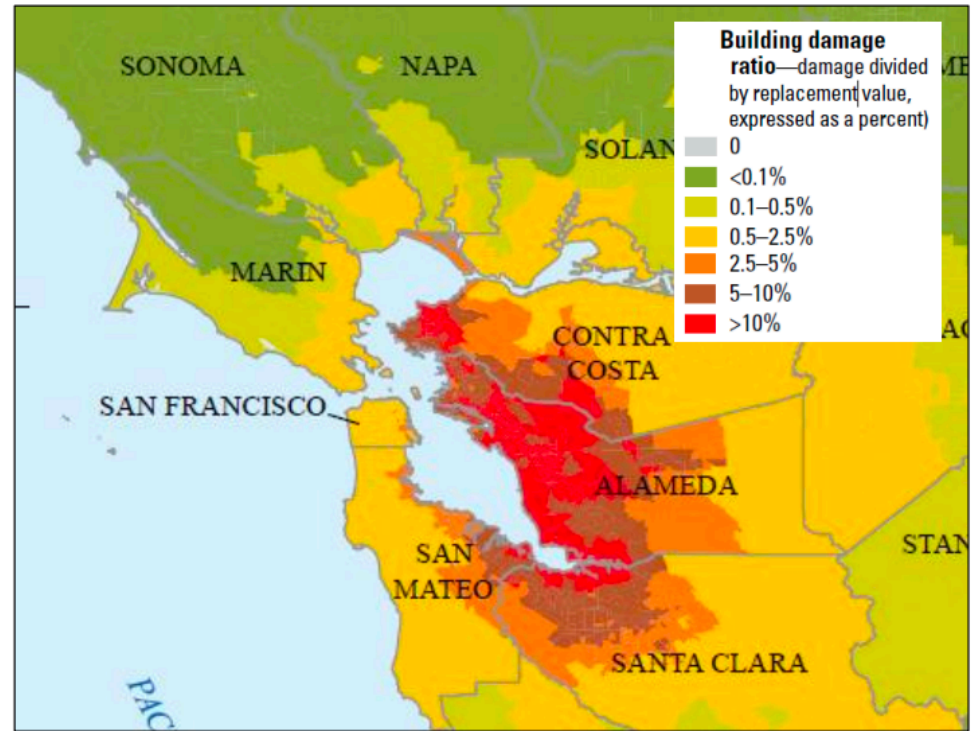 SONOMA
NAPA
Building damage
ratio—damage divided
by replacement value,
expressed as a percent)
0
<0.1%
0.1–0.5%
0.5–2.5%
2.5–5%
5–10%
>10%
ME
SOLAN
MARIN
CONTRA
COSTA
AC
SAN FRANCISCO
ALAMEDA
STAN
SAN
MATEO
SANTA CLARA
PAC